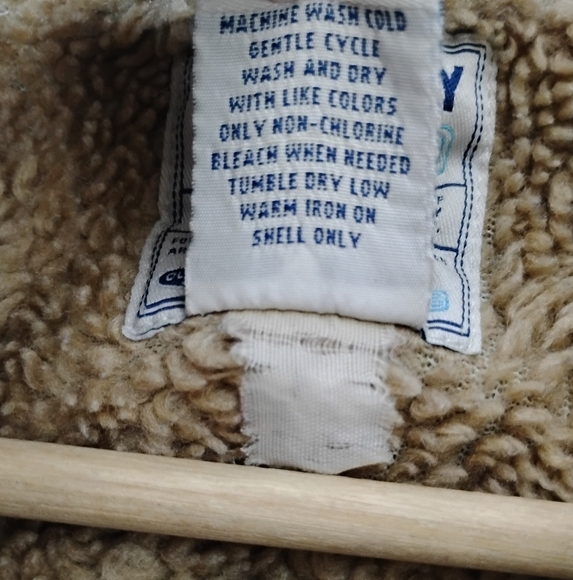 MACHINE WASH COLD
GENTLE CYCLE
WASH AND DRY
WITH LIKE COLORS
ONLY NON-CHLORINE
BLEACH WHEN NEEDED
TUMBLE DRY LOW
WARM IRON ON
SHELL ONLY